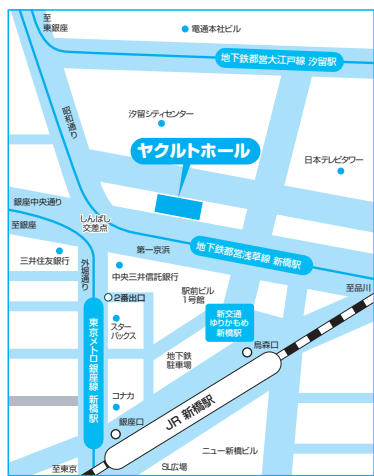 至
東銀座
電通本社ビル
地下鉄都営大江戸線 汐留駅
昭和通り
汐留シティセンター
ヤクルトホール
日本テレビタワー
銀座中央通り
至銀座
しんばし
交差点
第一京浜
地下鉄都営浅草線 新橋駅
三井住友銀行
外堀通り
中央三井信託銀行
至品川
2番出口
駅前ビル
1号館
新交通
ゆりかもめ
新橋駅
スター
バックス
東京メトロ銀座線 新橋駅
烏森口
地下鉄
駐車場
コナカ
JR 新橋駅
銀座口
ニュー新橋ビル
至東京
SL広場